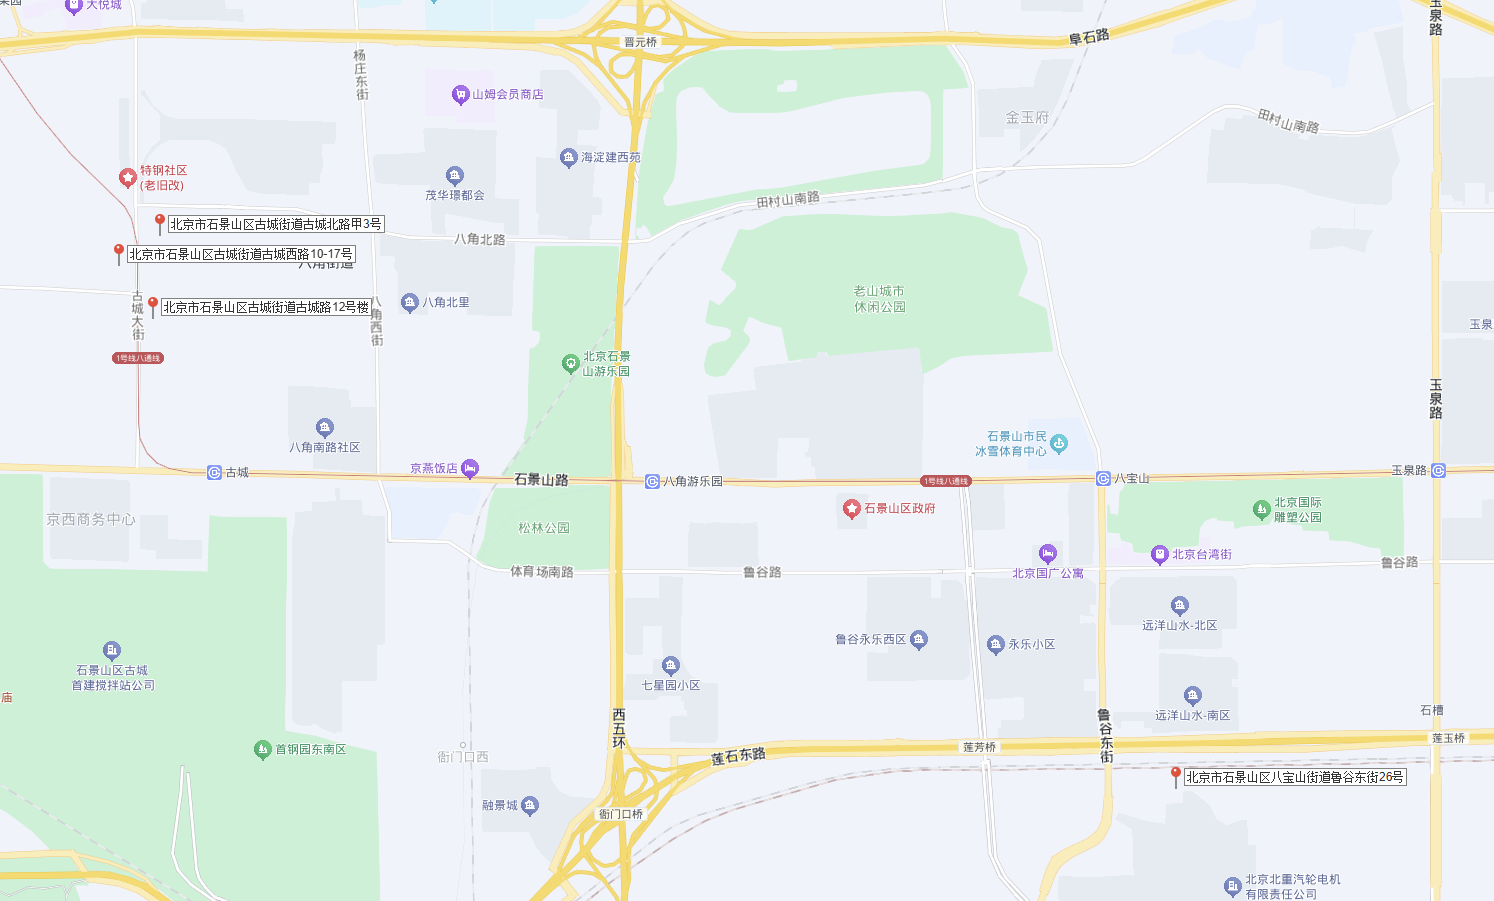 大悦城
杨庄东街
晋元桥
阜石路
玉泉路
山姆会员商店
金玉府
田村山南路
特钢社区
(老旧改)
茂华璟都会
海淀建西苑
田村山南路
北京市石景山区古城街道古城北路甲3号
八角北路
北京市石景山区古城街道古城西路10-17号
八角街道
古城大街
北京市石景山区古城街道古城路12号楼
八角西街
八角北里
老山城市
休闲公园
玉泉
1号线八通线
北京石景
山游乐园
玉泉路
八角南路社区
石景山市民
冰雪体育中心
古城
京燕饭店
石景山路
八角游乐园
1号线八通线
八宝山
玉泉路
京西商务中心
松林公园
石景山区政府
北京国际
雕塑公园
体育场南路
鲁谷路
北京国广公寓
北京台湾街
鲁谷路
石景山区古城
首建搅拌站公司
七星园小区
鲁谷永乐西区
永乐小区
远洋山水-北区
庙
首钢园东南区
衙门口西
西五环
莲石东路
莲芳桥
鲁谷东街
远洋山水-南区
石槽
莲玉桥
北京市石景山区八宝山街道鲁谷东街26号
融景城
衙门口桥
北京北重汽轮电机
有限责任公司